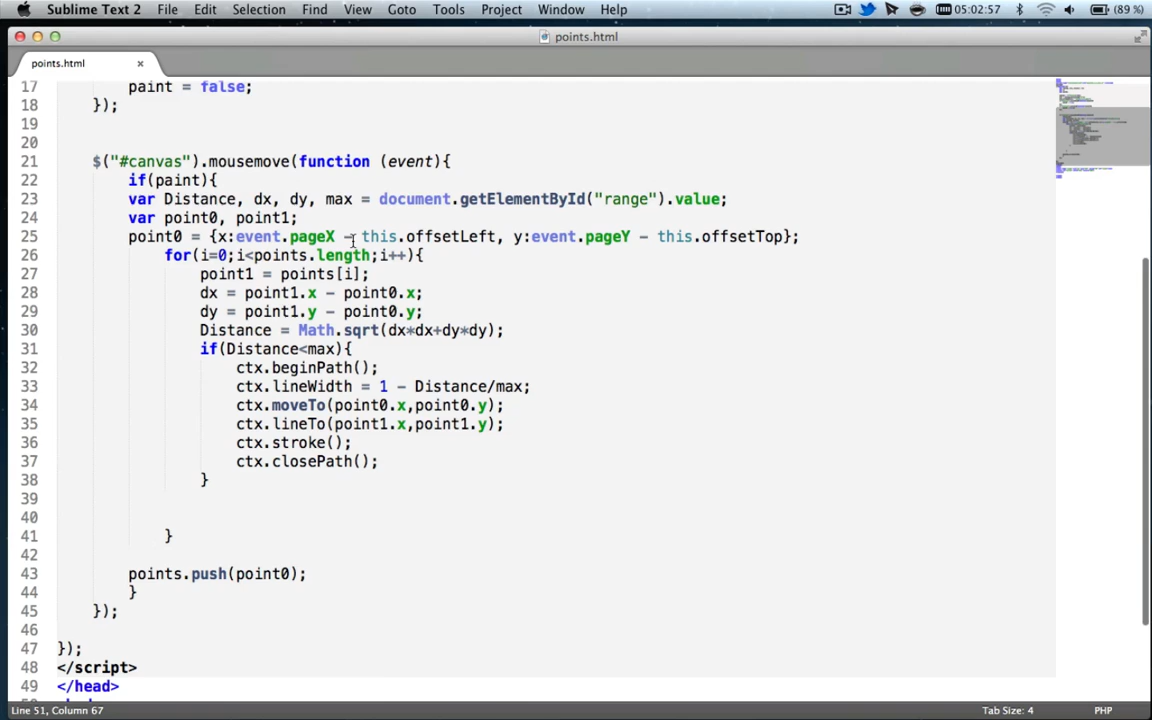 Sublime Text 2 File Edit Selection Find View Goto Tools Project Window Help 05:02:57 (89 %)
points.html
points.html ×
17 paint = false;
18 });
19
20
21 $("#canvas").mousemove(function (event){
22 if(paint){
23 var Distance, dx, dy, max = document.getElementById("range").value;
24 var point0, point1;
25 point0 = {x:event.pageX - this.offsetLeft, y:event.pageY - this.offsetTop};
26 for(i=0;i<points.length;i++){
27 point1 = points[i];
28 dx = point1.x - point0.x;
29 dy = point1.y - point0.y;
30 Distance = Math.sqrt(dx*dx+dy*dy);
31 if(Distance<max){
32 ctx.beginPath();
33 ctx.lineWidth = 1 - Distance/max;
34 ctx.moveTo(point0.x,point0.y);
35 ctx.lineTo(point1.x,point1.y);
36 ctx.stroke();
37 ctx.closePath();
38 }
39
40
41 }
42
43 points.push(point0);
44 }
45 });
46
47 });
48 </script>
49 </head>
Line 51, Column 67 Tab Size: 4 PHP